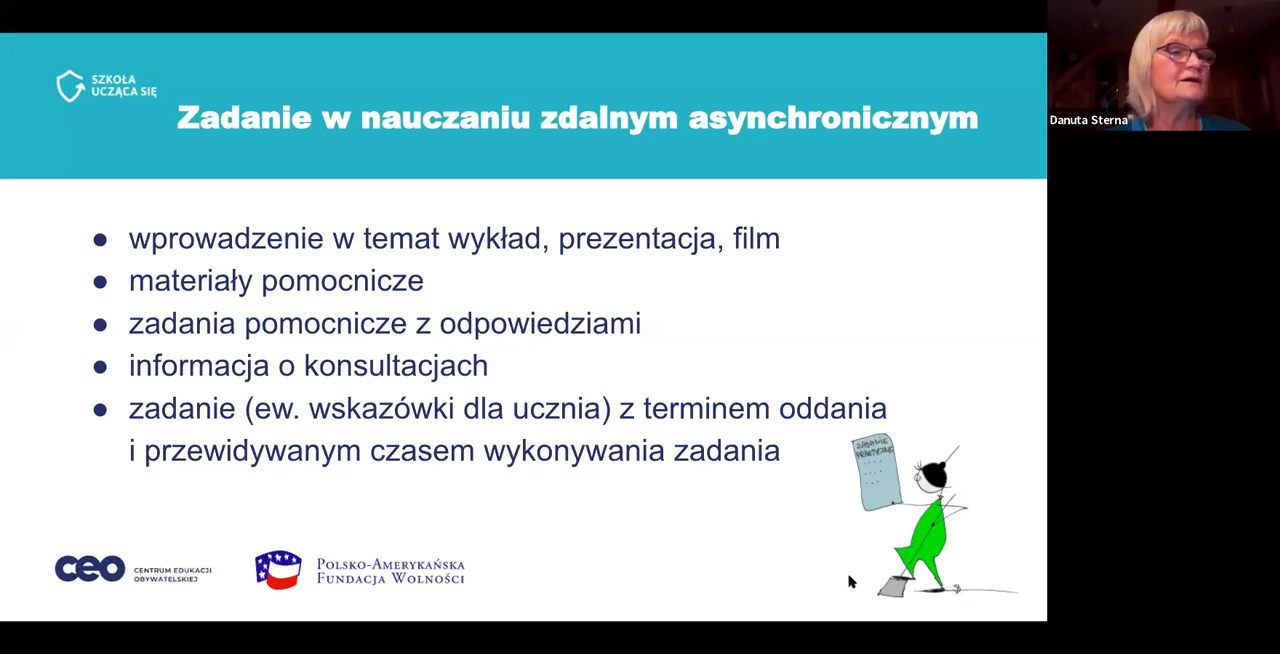 SZKOŁA
UCZĄCA SIĘ
Zadanie w nauczaniu zdalnym asynchronicznym
Danuta Sterna
● wprowadzenie w temat wykład, prezentacja, film
● materiały pomocnicze
● zadania pomocnicze z odpowiedziami
● informacja o konsultacjach
● zadanie (ew. wskazówki dla ucznia) z terminem oddania
i przewidywanym czasem wykonywania zadania
ZADANIE
PRAKTYCZNE
CEO
CENTRUM EDUKACJI
OBYWATELSKIEJ
POLSKO-AMERYKAŃSKA
FUNDACJA WOLNOŚCI